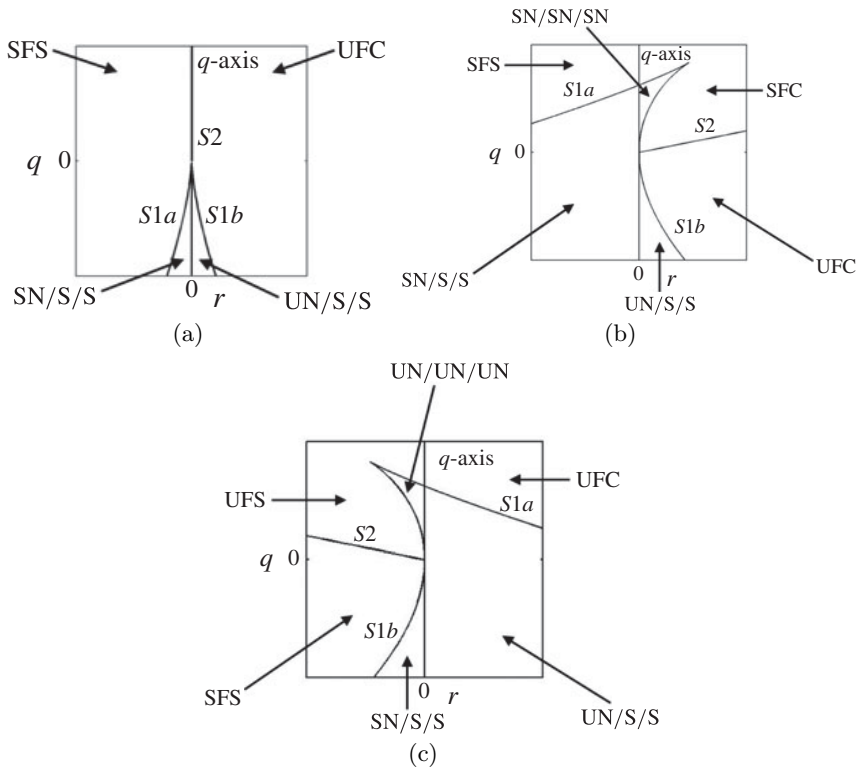 SFS
q-axis
UFC
S2
q 0
S1a S1b
SN/S/S
0 r
UN/S/S
(a)
SN/SN/SN
q-axis
SFS
S1a
SFC
S2
q 0
S1b
SN/S/S
UFC
0 r
UN/S/S
(b)
UN/UN/UN
q-axis
UFS
UFC
S1a
S2
q 0
S1b
SFS
0 r
SN/S/S
UN/S/S
(c)